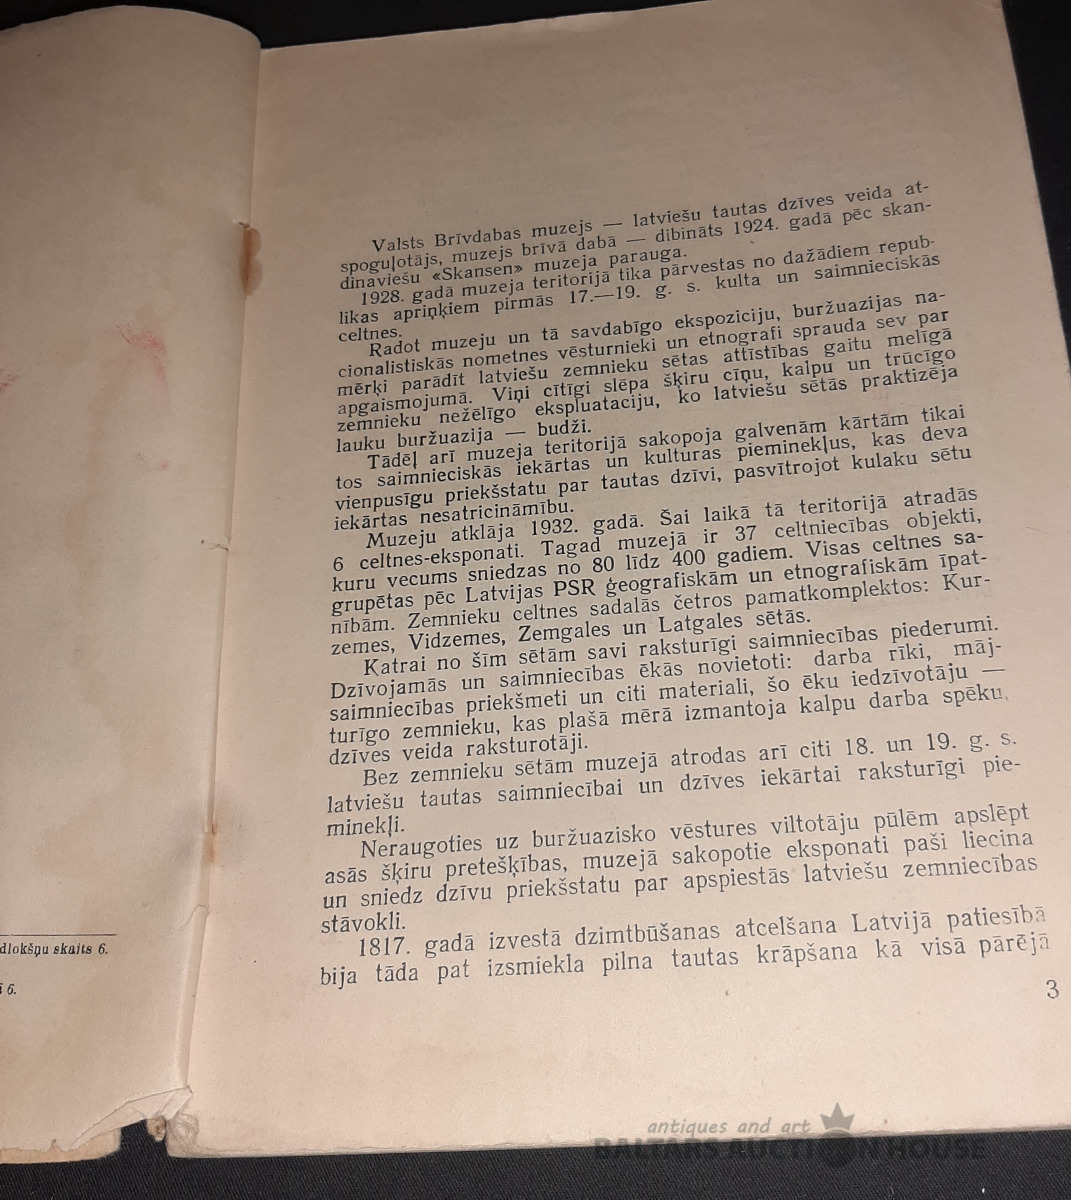 Valsts Brīvdabas muzejs — latviešu tautas dzīves veida at-
spoguļotājs, muzejs brīvā dabā — dibināts 1924. gadā pēc skan-
dinaviešu «Skansen» muzeja parauga.
1928. gadā muzeja teritorijā tika pārvestas no dažādiem repub-
likas apriņķiem pirmās 17.—19. g. s. kulta un saimnieciskās
celtnes.
Radot muzeju un tā savdabīgo ekspoziciju, buržuazijas na-
cionalistiskās nometnes vēsturnieki un etnografi sprauda sev par
mērķi parādīt latviešu zemnieku sētas attīstības gaitu melīgā
apgaismojumā. Viņi cītīgi slēpa šķiru cīņu, kalpu un trūcīgo
zemnieku nežēlīgo ekspluataciju, ko latviešu sētās praktizēja
lauku buržuazija — budži.
Tādēļ arī muzeja teritorijā sakopoja galvenām kārtām tikai
tos saimnieciskās iekārtas un kulturas pieminekļus, kas deva
vienpusīgu priekšstatu par tautas dzīvi, pasvītrojot kulaku sētu
iekārtas nesatricināmību.
Muzeju atklāja 1932. gadā. Šai laikā tā teritorijā atradās
6 celtnes-eksponati. Tagad muzejā ir 37 celtniecības objekti,
kuru vecums sniedzas no 80 līdz 400 gadiem. Visas celtnes sa-
grupētas pēc Latvijas PSR ģeografiskām un etnografiskām īpat-
nībām. Zemnieku celtnes sadalās četros pamatkomplektos: Kur-
zemes, Vidzemes, Zemgales un Latgales sētās.
Katrai no šīm sētām savi raksturīgi saimniecības piederumi.
Dzīvojamās un saimniecības ēkās novietoti: darba rīki, māj-
saimniecības priekšmeti un citi materiali, šo ēku iedzīvotāju —
turīgo zemnieku, kas plašā mērā izmantoja kalpu darba spēku,
dzīves veida raksturotāji.
Bez zemnieku sētām muzejā atrodas arī citi 18. un 19. g. s.
latviešu tautas saimniecībai un dzīves iekārtai raksturīgi pie-
minekļi.
Neraugoties uz buržuazisko vēstures viltotāju pūlēm apslēpt
asās šķiru pretešķības, muzejā sakopotie eksponati paši liecina
un sniedz dzīvu priekšstatu par apspiestās latviešu zemniecības
stāvokli.
1817. gadā izvestā dzimtbūšanas atcelšana Latvijā patiesībā
bija tāda pat izsmiekla pilna tautas krāpšana kā visā pārējā
3
dlokšņu skaits 6.
6.
antiques and art
BALTARS AUCTION HOUSE